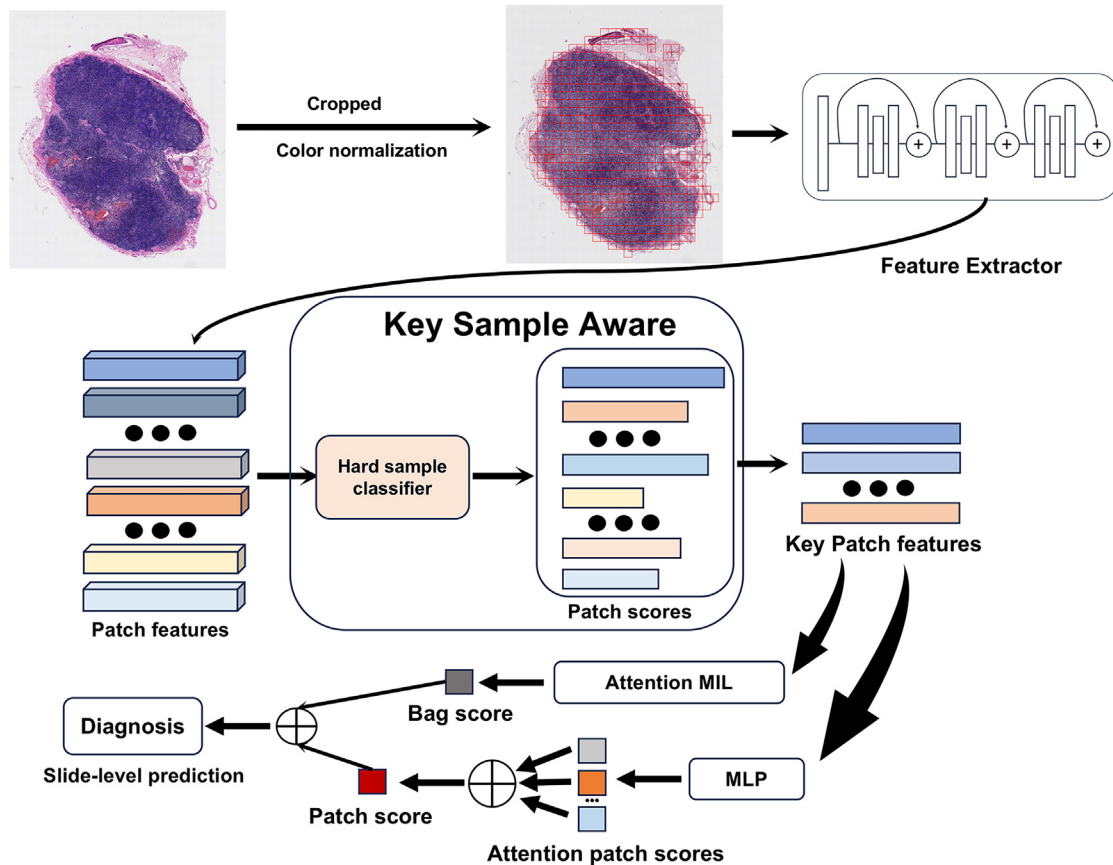 Cropped
Color normalization
+
+
+
Feature Extractor
Key Sample Aware
Hard sample
classifier
Patch features
Patch scores
Key Patch features
Attention MIL
Bag score
Diagnosis
Slide-level prediction
MLP
...
Patch score
Attention patch scores